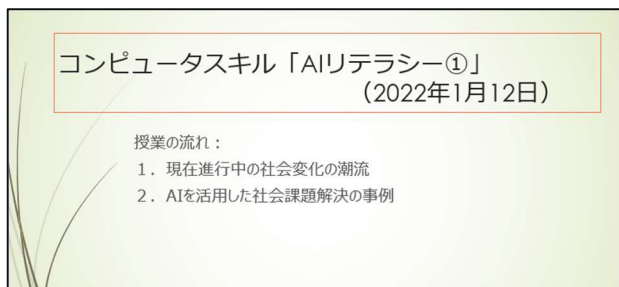 コンピュータスキル「AIリテラシー①」
（2022年1月12日）
授業の流れ：
１．現在進行中の社会変化の潮流
２．AIを活用した社会課題解決の事例